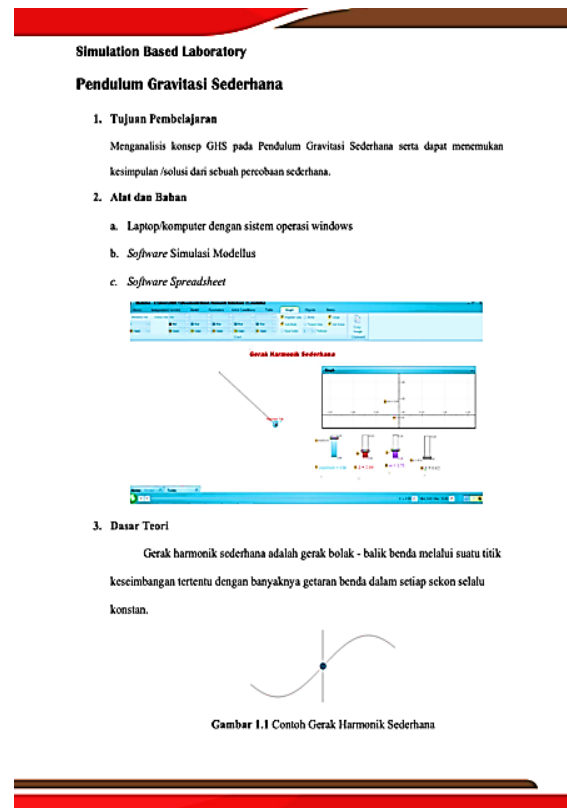 Simulation Based Laboratory
Pendulum Gravitasi Sederhana
1. Tujuan Pembelajaran
Menganalisis konsep GHS pada Pendulum Gravitasi Sederhana serta dapat menemukan
kesimpulan /solusi dari sebuah percobaan sederhana.
2. Alat dan Bahan
a. Laptop/komputer dengan sistem operasi windows
b. Software Simulasi Modellus
c. Software Spreadsheet
Gerak Harmonik Sederhana
3. Dasar Teori
Gerak harmonik sederhana adalah gerak bolak - balik benda melalui suatu titik
keseimbangan tertentu dengan banyaknya getaran benda dalam setiap sekon selalu
konstan.
Gambar 1.1 Contoh Gerak Harmonik Sederhana